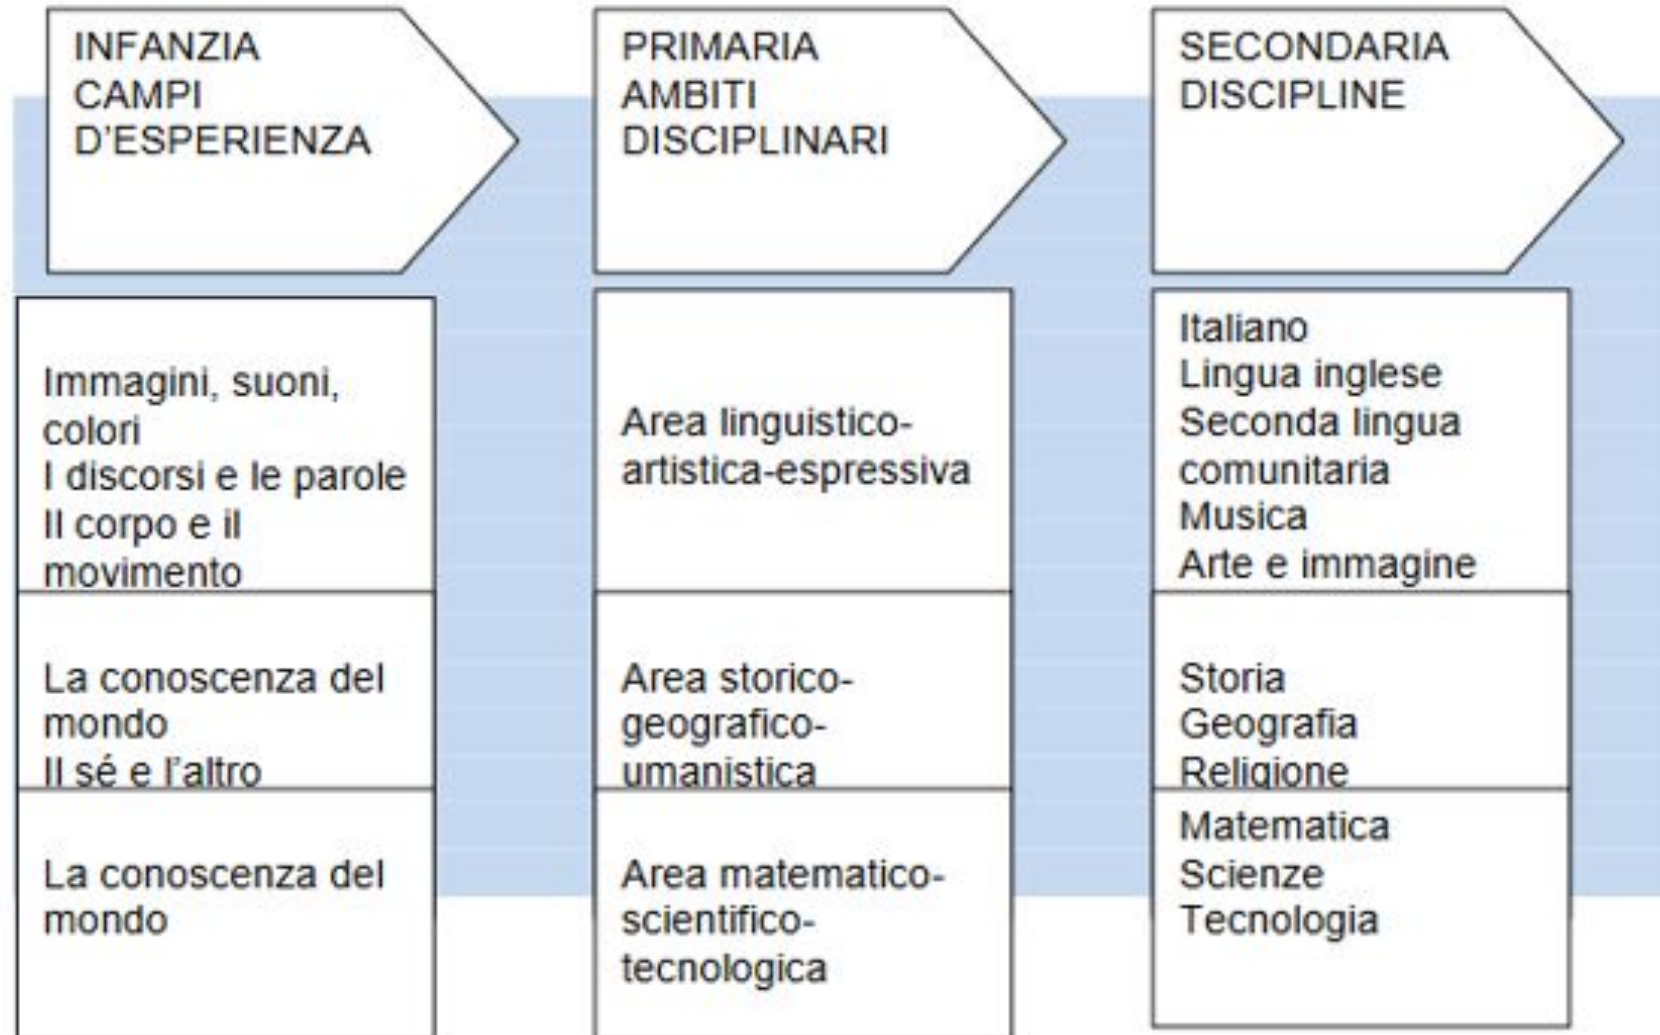 INFANZIA
CAMPI
D'ESPERIENZA
PRIMARIA
AMBITI
DISCIPLINARI
SECONDARIA
DISCIPLINE
Immagini, suoni,
colori
I discorsi e le parole
Il corpo e il
movimento
Area linguistico-
artistica-espressiva
Italiano
Lingua inglese
Seconda lingua
comunitaria
Musica
Arte e immagine
La conoscenza del
mondo
Il sé e l'altro
Area storico-
geografico-
umanistica
Storia
Geografia
Religione
La conoscenza del
mondo
Area matematico-
scientifico-
tecnologica
Matematica
Scienze
Tecnologia